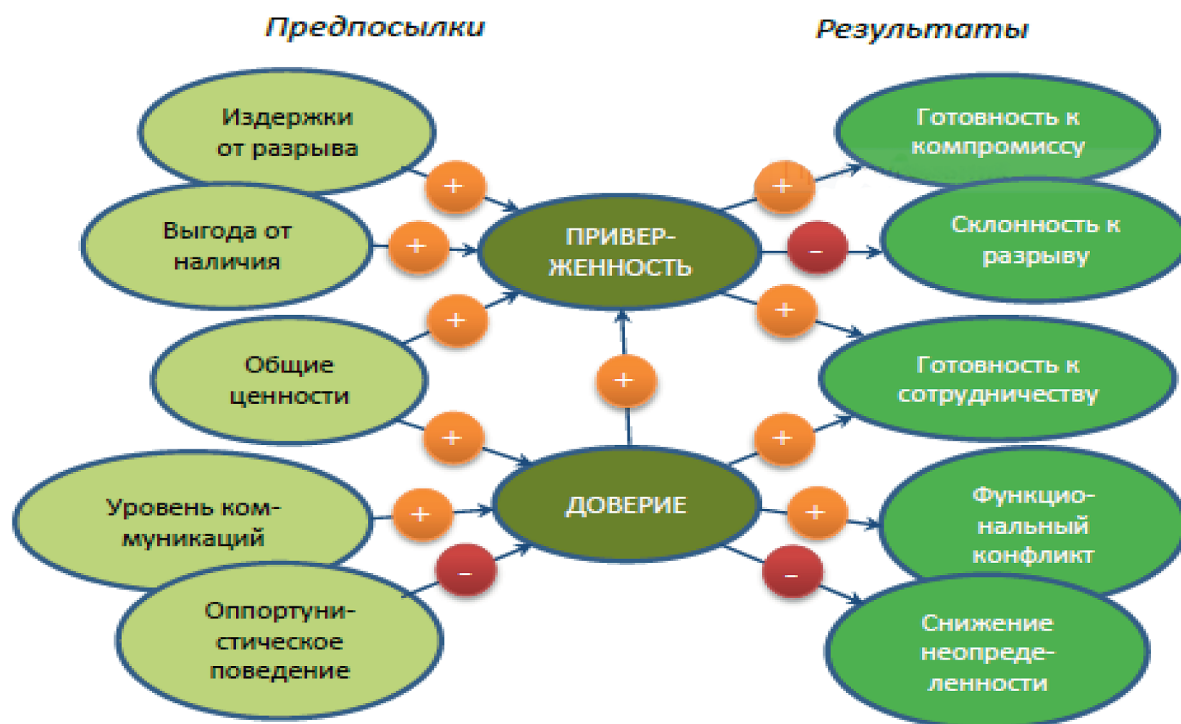 Предпосылки
Результаты
Издержки
от разрыва
Выгода от
наличия
Общие
ценности
Уровень ком-
муникаций
Оппортуни-
стическое
поведение
+
+
+
+
+
-
ПРИВЕР-
ЖЕННОСТЬ
+
ДОВЕРИЕ
+
-
+
+
+
-
Готовность к
компромиссу
Склонность к
разрыву
Готовность к
сотрудничеству
Функцио-
нальный
конфликт
Снижение
неопреде-
ленности